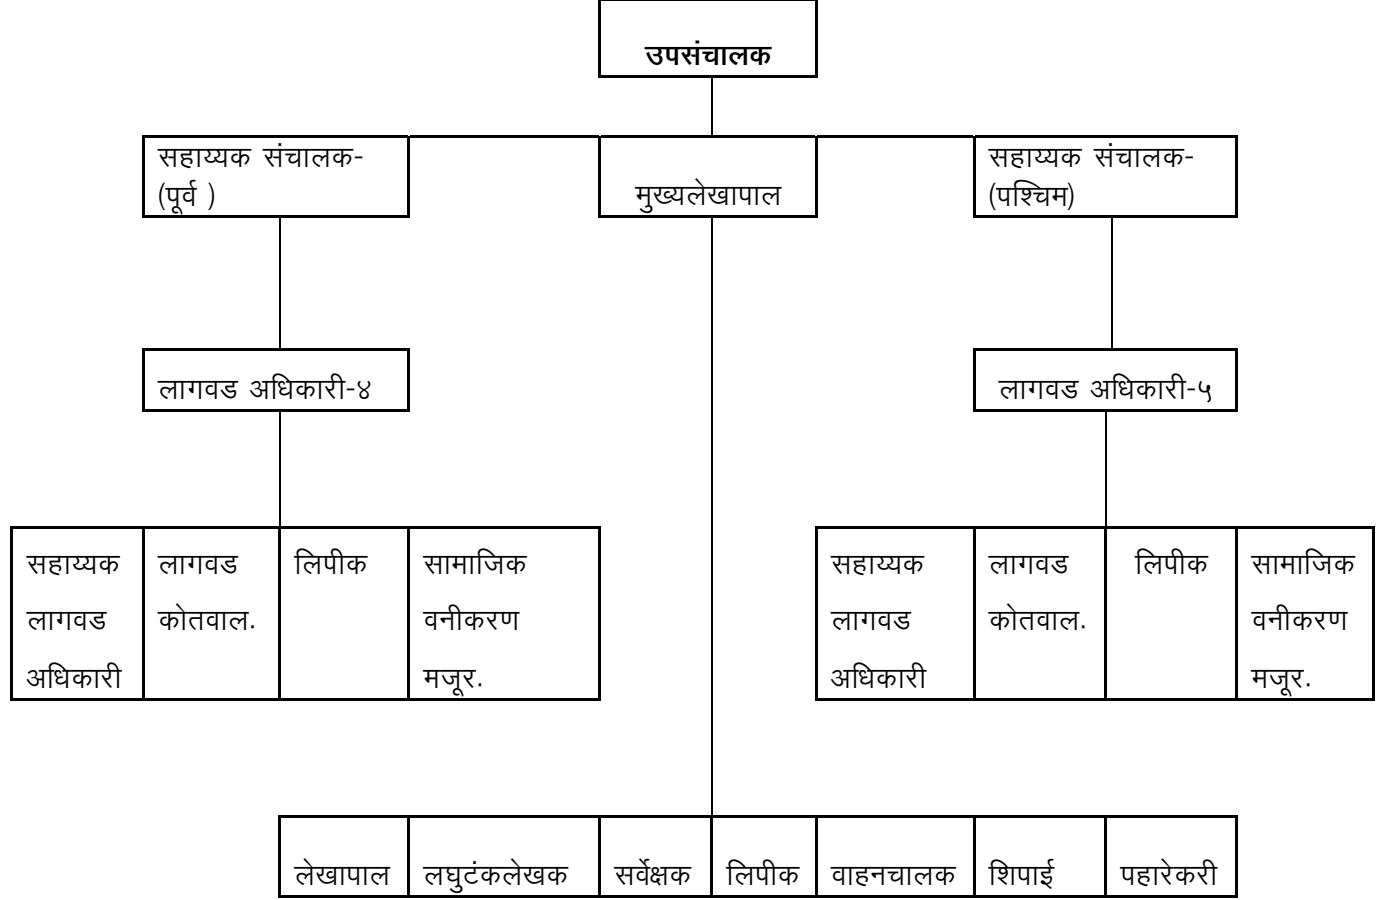 उपसंचालक
सहाय्यक संचालक-
(पूर्व )
मुख्यलेखापाल
सहाय्यक संचालक-
(पश्चिम)
लागवड अधिकारी-४
लागवड अधिकारी-५
सहाय्यक
लागवड
अधिकारी
लागवड
कोतवाल.
लिपीक
सामाजिक
वनीकरण
मजूर.
सहाय्यक
लागवड
अधिकारी
लागवड
कोतवाल.
लिपीक
सामाजिक
वनीकरण
मजूर.
लेखापाल
लघुटंकलेखक
सर्वेक्षक
लिपीक
वाहनचालक
शिपाई
पहारेकरी